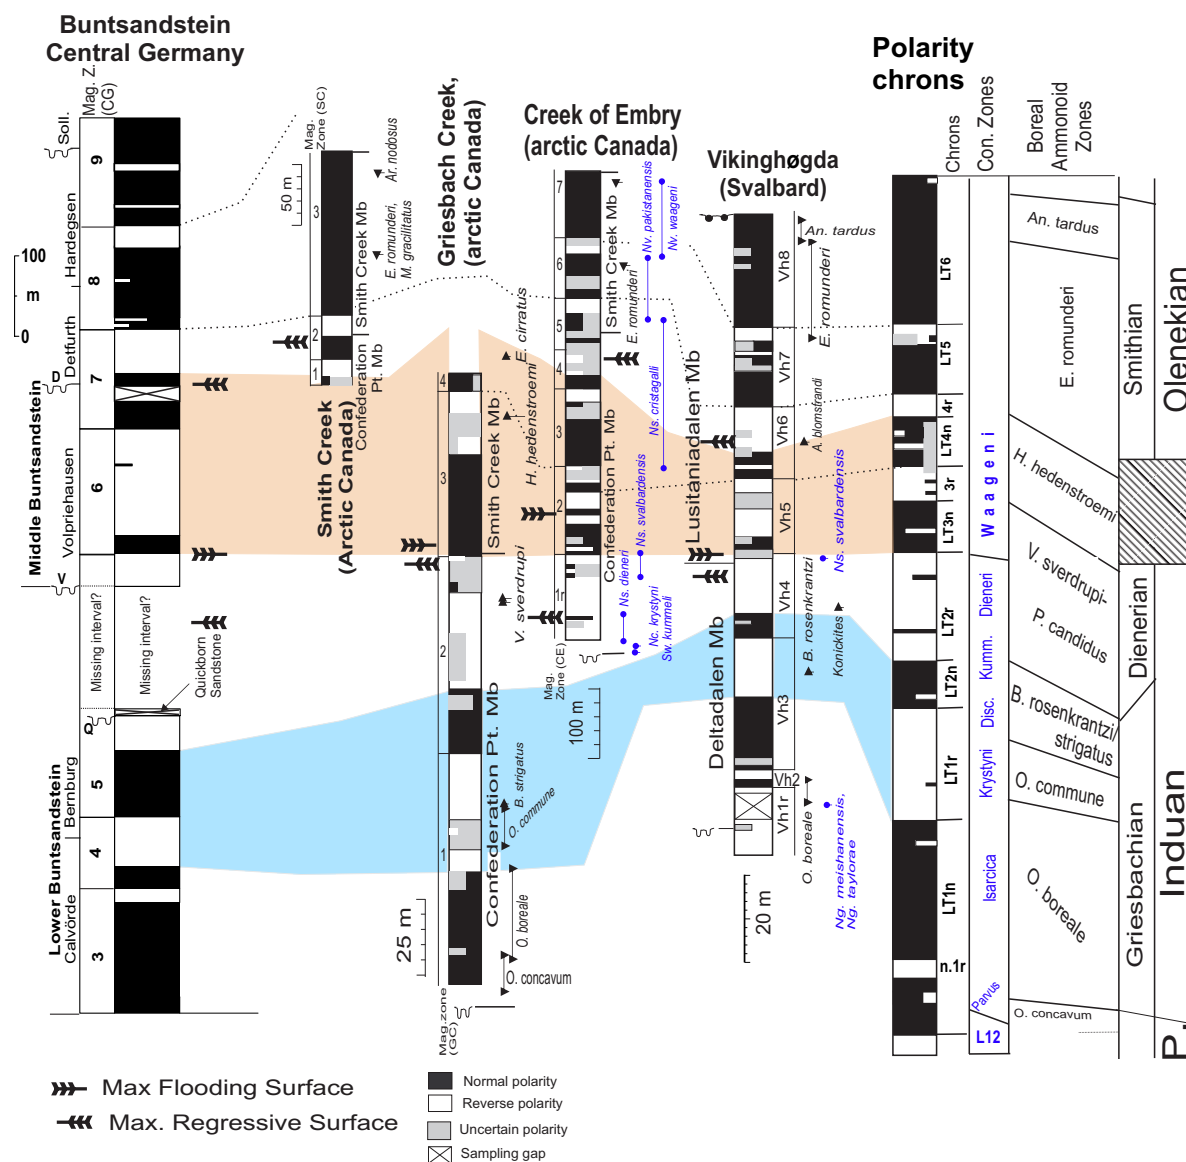 Buntsandstein
Central Germany
Mag. Z.
(CG)
Soll.
Hardegsen
Detfurth
Volpriehausen
Middle Buntsandstein
Bernburg
Calvörde
Lower Buntsandstein
9
8
7
6
5
4
3
100
m
0
D
V
Q
Missing interval?
Missing interval?
Quickborn
Sandstone
Mag.
Zone (SC)
50 m
3
2
1
Smith Creek Mb
Confederation
Pt. Mb
Ar. nodosus
E. romunderi,
M. gracilitatus
Smith Creek
(Arctic Canada)
Griesbach Creek,
(arctic Canada)
4
3
2
1
Smith Creek Mb
Confederation Pt. Mb
E. cirratus
H. hedenstroemi
V. sverdrupi
B. strigatus
O. commune
O. boreale
O. concavum
25 m
Mag.zone
(GC)
Creek of Embry
(arctic Canada)
7
6
5
4
3
2
1r
Smith Creek Mb
Confederation Pt. Mb
E. romunderi
Nv. pakistanensis
Nv. waageni
Ns. cristagalli
Ns. svalbardensis
Ns. dieneri
Nc. krystyni
Sw. kummeli
Mag.
Zone (CE)
100 m
Vikinghøgda
(Svalbard)
Lusitaniadalen Mb
Deltadalen Mb
Vh8
Vh7
Vh6
Vh5
Vh4
Vh3
Vh2
Vh1r
An. tardus
E. romunderi
A. blomstrandi
Ns. svalbardensis
B. rosenkrantzi
Konickites
O. boreale
Ng. meishanensis,
Ng. taylorae
20 m
Polarity
chrons
Chrons
Con. Zones
Boreal
Ammonoid
Zones
LT6
LT5
4r
LT4n
3r
LT3n
LT2r
LT2n
LT1r
LT1n
n.1r
Waageni
Dieneri
Kumm.
Disc.
Krystyni
Isarcica
Parvus
L12
An. tardus
E. romunderi
H. hedenstroemi
V. sverdrupi-
P. candidus
B. rosenkrantzi/
strigatus
O. commune
O. boreale
O. concavum
Smithian
Dienerian
Griesbachian
Olenekian
Induan
P.
Max Flooding Surface
Max. Regressive Surface
Normal polarity
Reverse polarity
Uncertain polarity
Sampling gap